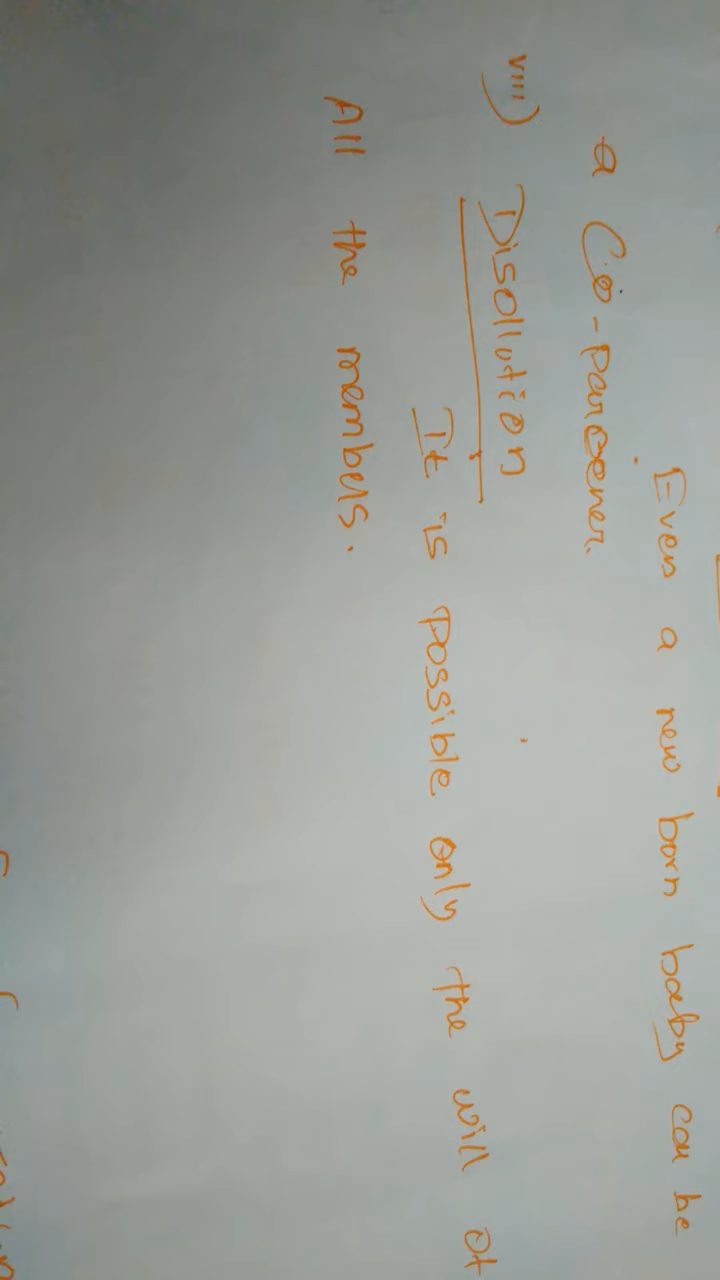 Even a new born baby can be
a Co-parcener.
viii) Disollution
It is possible only the will of
All the members.